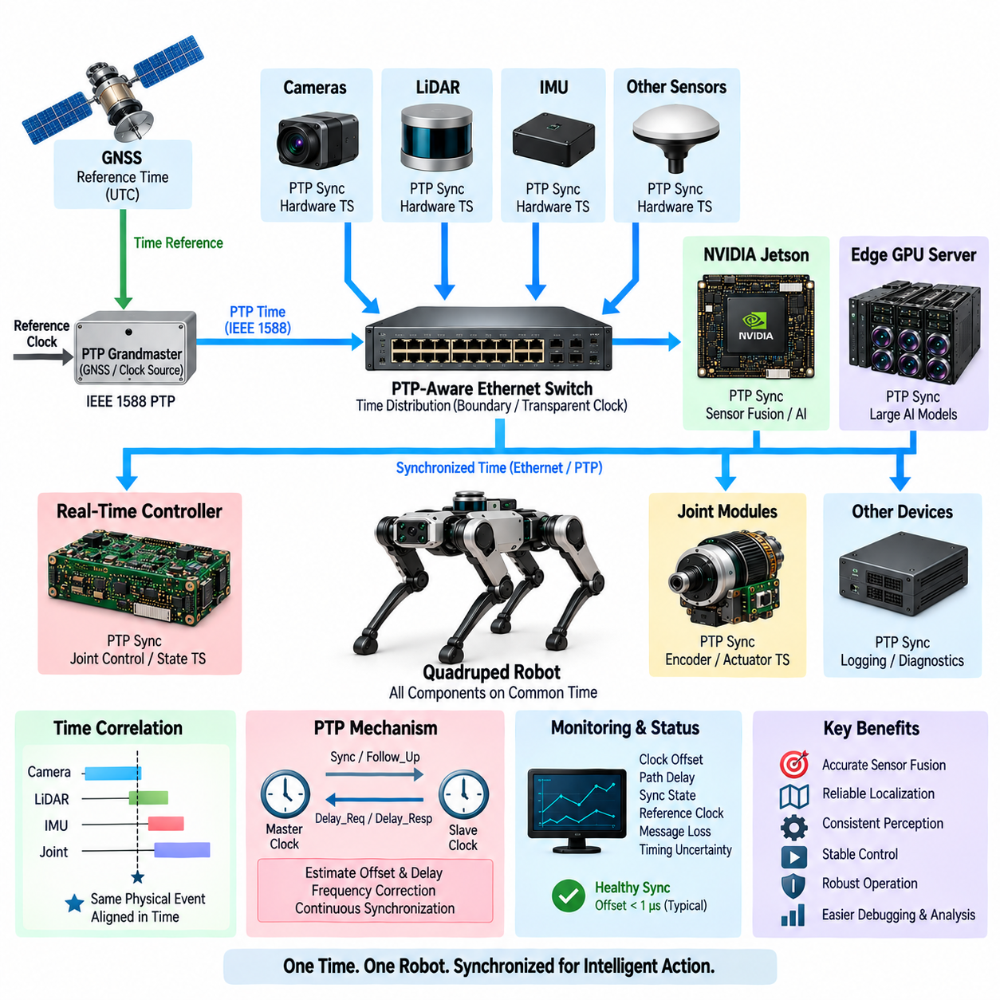 GNSS
Reference Time
(UTC)
Time Reference
Cameras
PTP Sync
Hardware TS
LiDAR
PTP Sync
Hardware TS
IMU
PTP Sync
Hardware TS
Other Sensors
PTP Sync
Hardware TS
Reference
Clock
PTP Grandmaster
(GNSS / Clock Source)
IEEE 1588 PTP
PTP Time
(IEEE 1588)
PTP-Aware Ethernet Switch
Time Distribution (Boundary / Transparent Clock)
NVIDIA Jetson
NVIDIA
PTP Sync
Sensor Fusion / AI
Edge GPU Server
PTP Sync
Large AI Models
Synchronized Time (Ethernet / PTP)
Real-Time Controller
PTP Sync
Joint Control / State TS
Quadruped Robot
All Components on Common Time
Joint Modules
PTP Sync
Encoder / Actuator TS
Other Devices
PTP Sync
Logging / Diagnostics
Time Correlation
Camera
LiDAR
IMU
Joint
Same Physical Event
Aligned in Time
PTP Mechanism
Sync / Follow_Up
Delay_Req / Delay_Resp
Master
Clock
Slave
Clock
Estimate Offset & Delay
Frequency Correction
Continuous Synchronization
Monitoring & Status
Clock Offset
Path Delay
Sync State
Reference Clock
Message Loss
Timing Uncertainty
Healthy Sync
Offset < 1 µs (Typical)
Key Benefits
Accurate Sensor Fusion
Reliable Localization
Consistent Perception
Stable Control
Robust Operation
Easier Debugging & Analysis
One Time. One Robot. Synchronized for Intelligent Action.